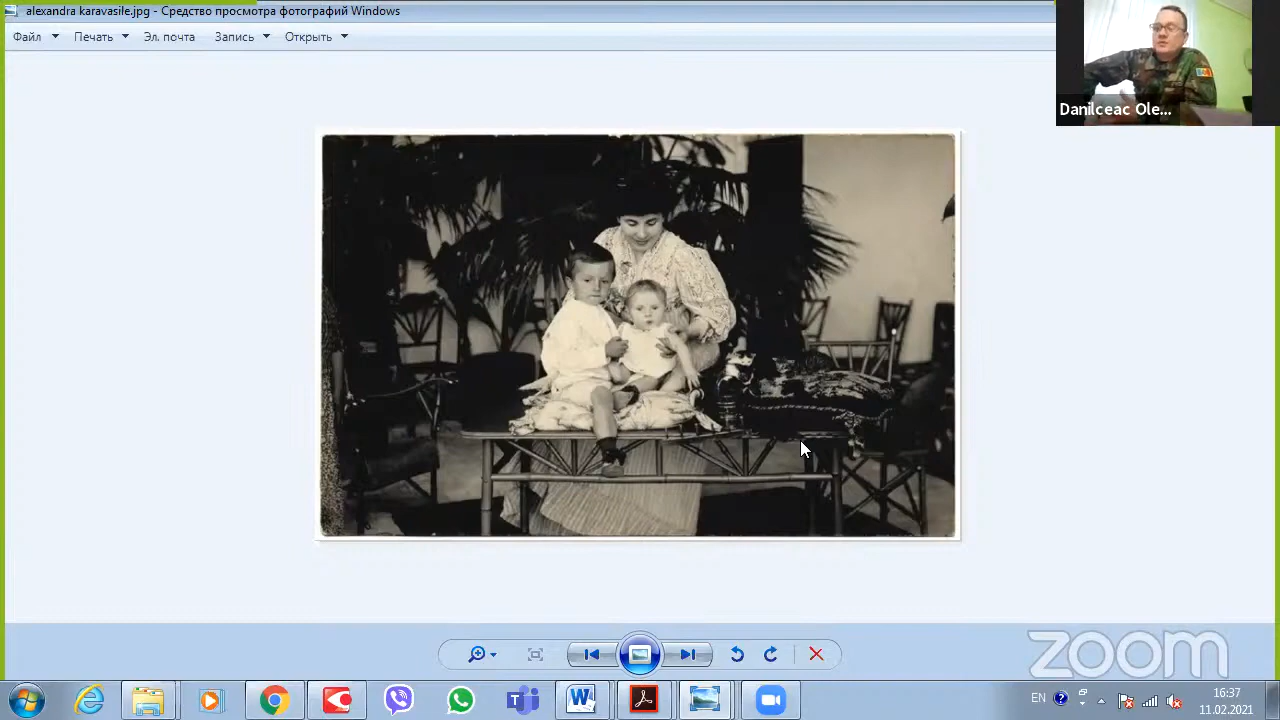 alexandra karavasile.jpg - Средство просмотра фотографий Windows
Файл Печать Эл. почта Запись Открыть
Danilceac Ole...
zoom
EN 16:37
11.02.2021